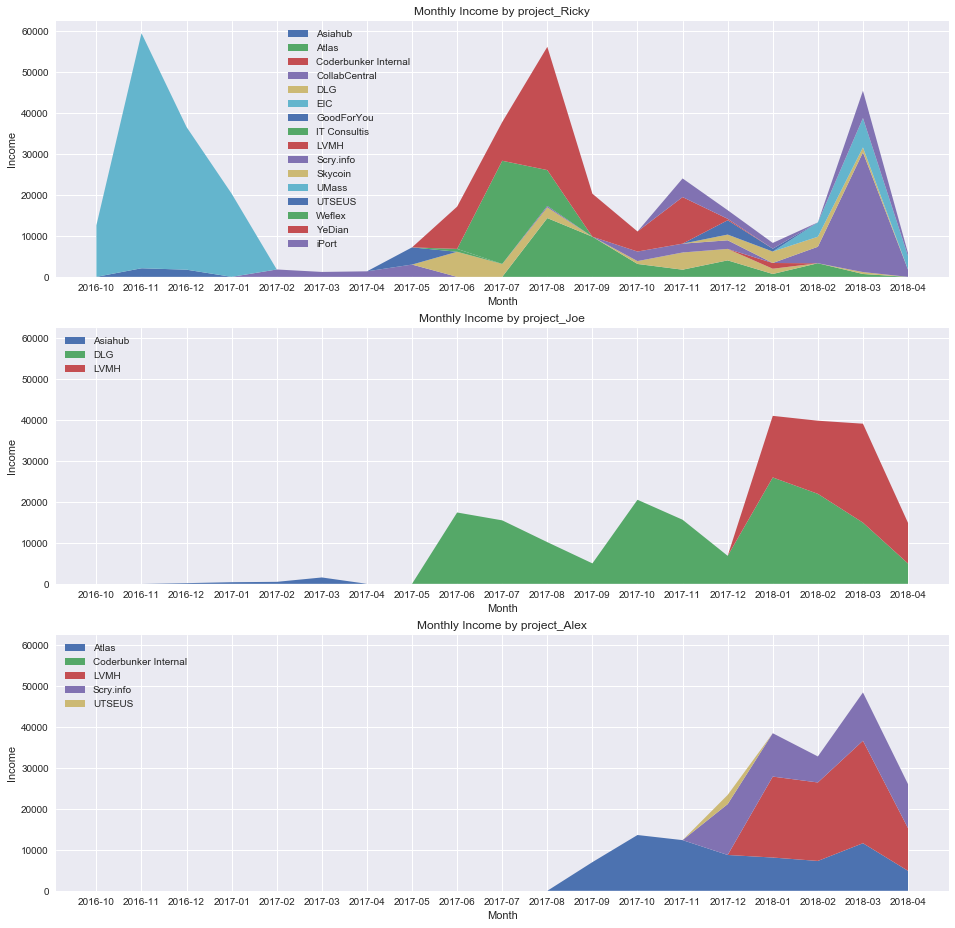 Monthly Income by project_Ricky
60000
50000
40000
30000
20000
10000
0
Income
Asiahub
Atlas
Coderbunker Internal
CollabCentral
DLG
EIC
GoodForYou
IT Consultis
LVMH
Scry.info
Skycoin
UMass
UTSEUS
Weflex
YeDian
iPort
2016-10 2016-11 2016-12 2017-01 2017-02 2017-03 2017-04 2017-05 2017-06 2017-07 2017-08 2017-09 2017-10 2017-11 2017-12 2018-01 2018-02 2018-03 2018-04
Month
Monthly Income by project_Joe
60000
50000
40000
30000
20000
10000
0
Income
Asiahub
DLG
LVMH
2016-10 2016-11 2016-12 2017-01 2017-02 2017-03 2017-04 2017-05 2017-06 2017-07 2017-08 2017-09 2017-10 2017-11 2017-12 2018-01 2018-02 2018-03 2018-04
Month
Monthly Income by project_Alex
60000
50000
40000
30000
20000
10000
0
Income
Atlas
Coderbunker Internal
LVMH
Scry.info
UTSEUS
2016-10 2016-11 2016-12 2017-01 2017-02 2017-03 2017-04 2017-05 2017-06 2017-07 2017-08 2017-09 2017-10 2017-11 2017-12 2018-01 2018-02 2018-03 2018-04
Month